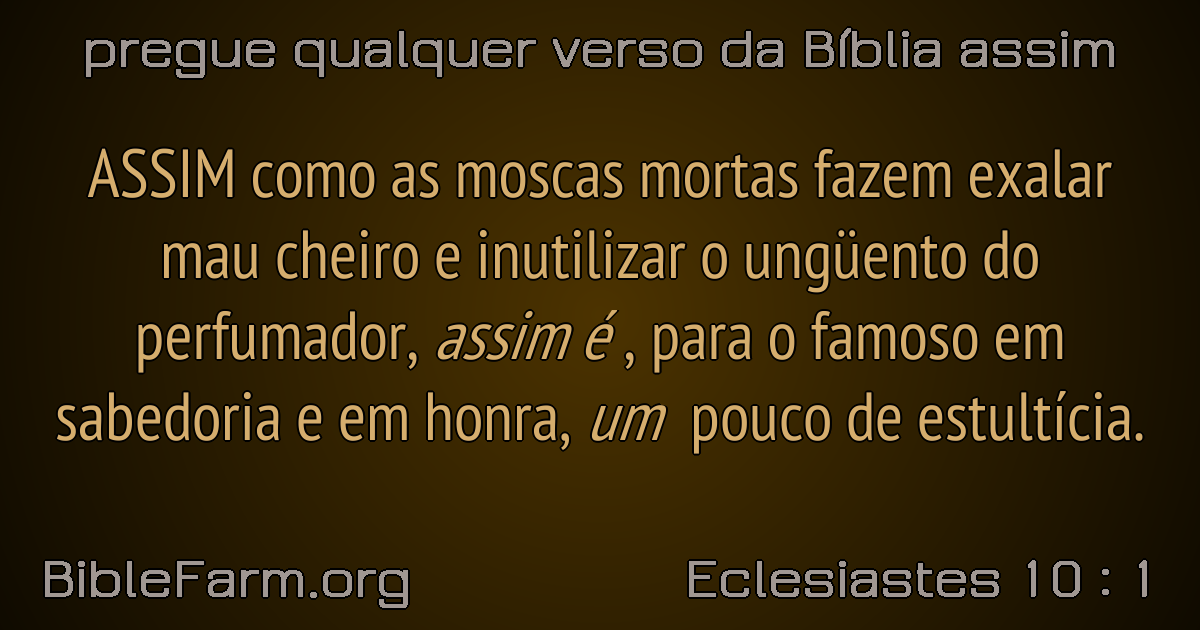 pregue qualquer verso da Bíblia assim
ASSIM como as moscas mortas fazem exalar
mau cheiro e inutilizar o ungüento do
perfumador, assim é , para o famoso em
sabedoria e em honra, um pouco de estultícia.
BibleFarm.org
Eclesiastes 10 : 1